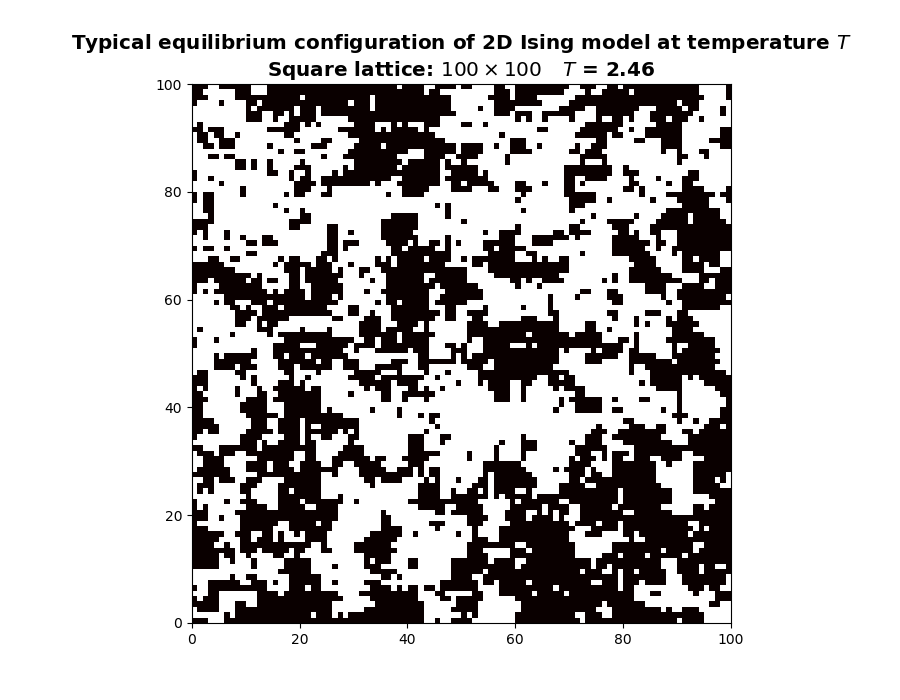 Typical equilibrium configuration of 2D Ising model at temperature T
Square lattice: 100 × 100 T = 2.46
100
80
60
40
20
0
0 20 40 60 80 100